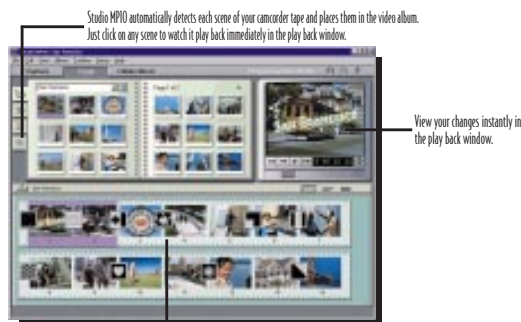 Studio MP10 automatically detects each scene of your camcorder tape and places them in the video album.
Just click on any scene to watch it play back immediately in the play back window.
View your changes instantly in
the play back window.